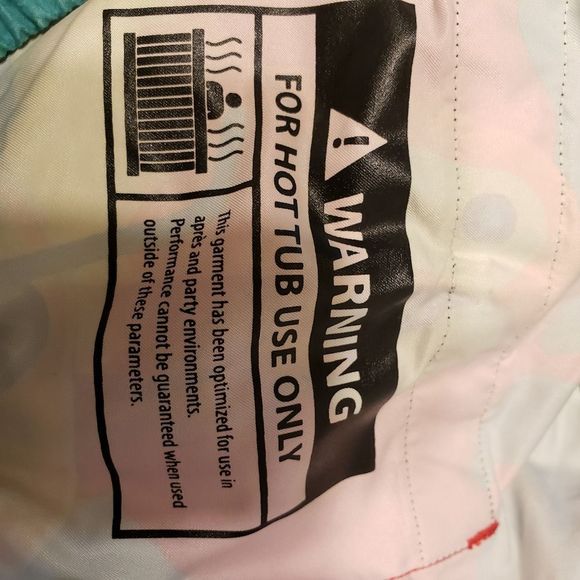 WARNING
FOR HOT TUB USE ONLY
This garment has been optimized for use in
après and party environments.
Performance cannot be guaranteed when used
outside of these parameters.